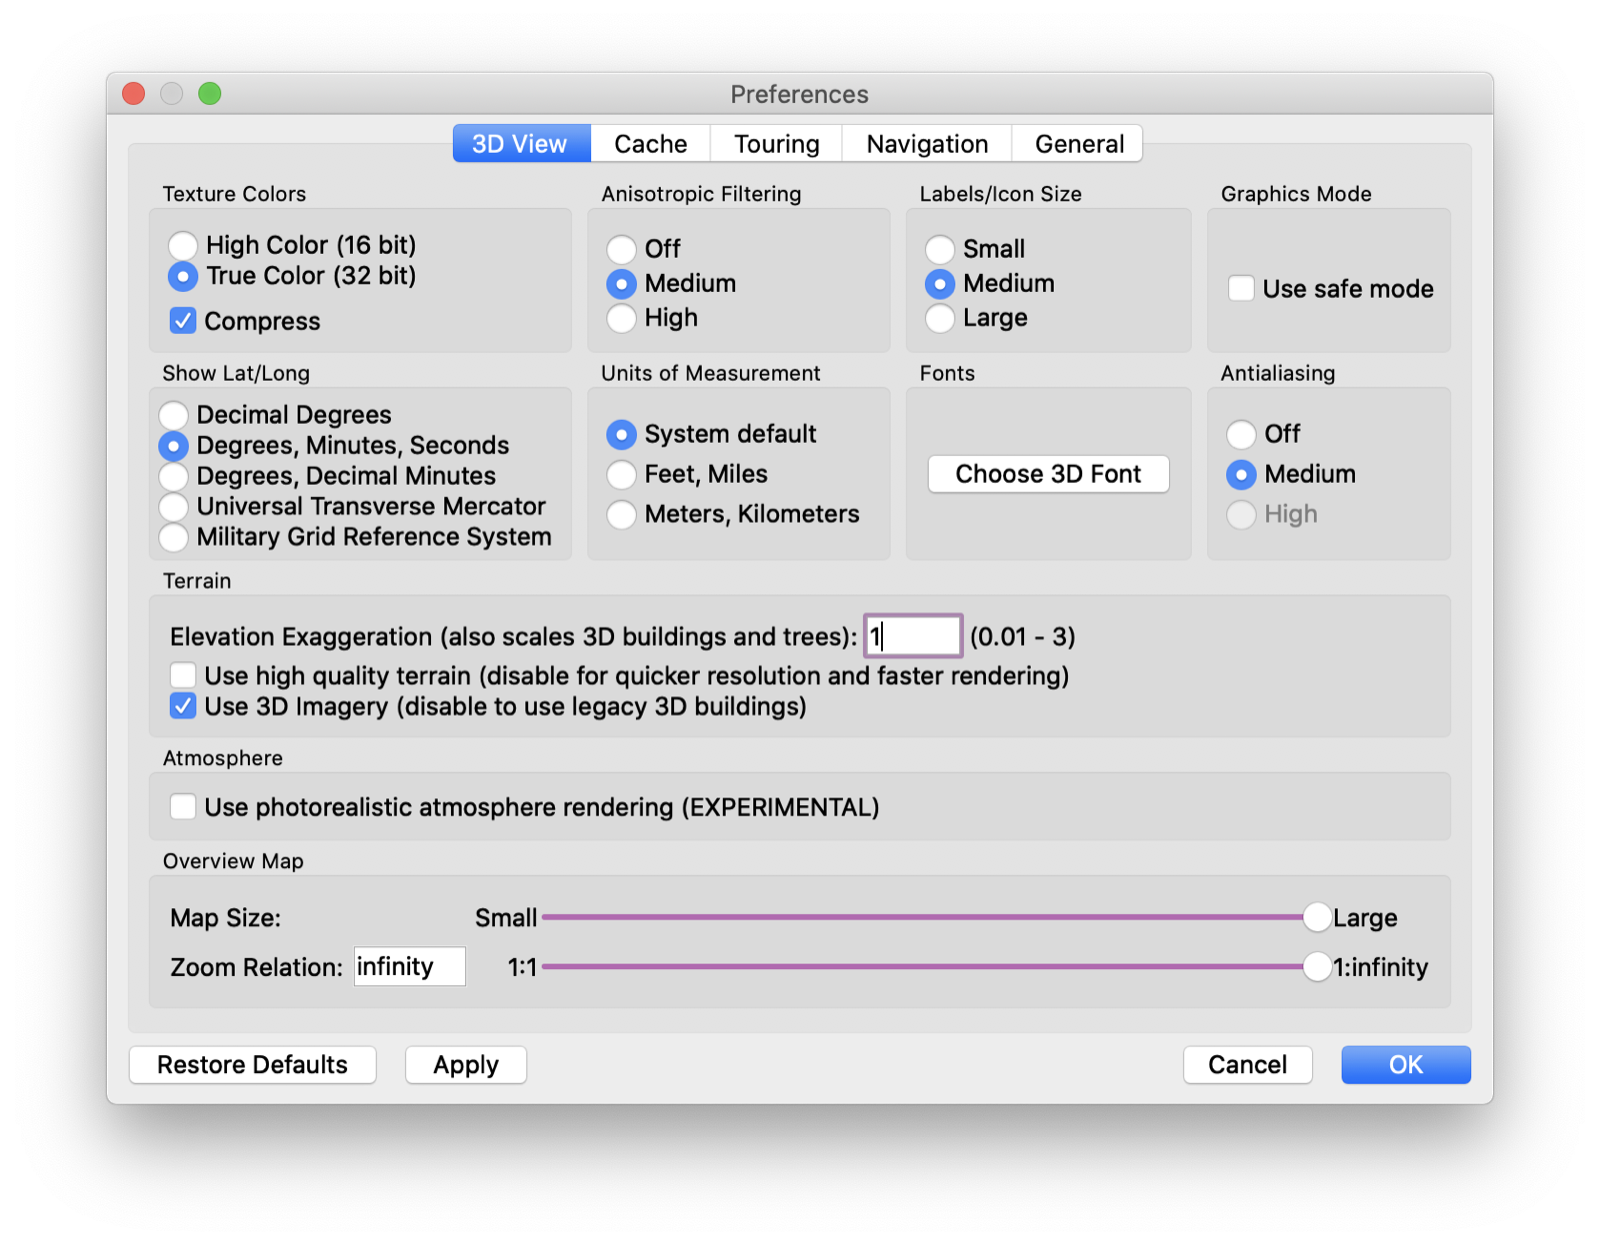 Preferences
3D View Cache Touring Navigation General
Texture Colors
High Color (16 bit)
True Color (32 bit)
Compress
Anisotropic Filtering
Off
Medium
High
Labels/Icon Size
Small
Medium
Large
Graphics Mode
Use safe mode
Show Lat/Long
Decimal Degrees
Degrees, Minutes, Seconds
Degrees, Decimal Minutes
Universal Transverse Mercator
Military Grid Reference System
Units of Measurement
System default
Feet, Miles
Meters, Kilometers
Fonts
Choose 3D Font
Antialiasing
Off
Medium
High
Terrain
Elevation Exaggeration (also scales 3D buildings and trees): 1 (0.01 - 3)
Use high quality terrain (disable for quicker resolution and faster rendering)
Use 3D Imagery (disable to use legacy 3D buildings)
Atmosphere
Use photorealistic atmosphere rendering (EXPERIMENTAL)
Overview Map
Map Size: Small Large
Zoom Relation: infinity 1:1 1:infinity
Restore Defaults Apply Cancel OK